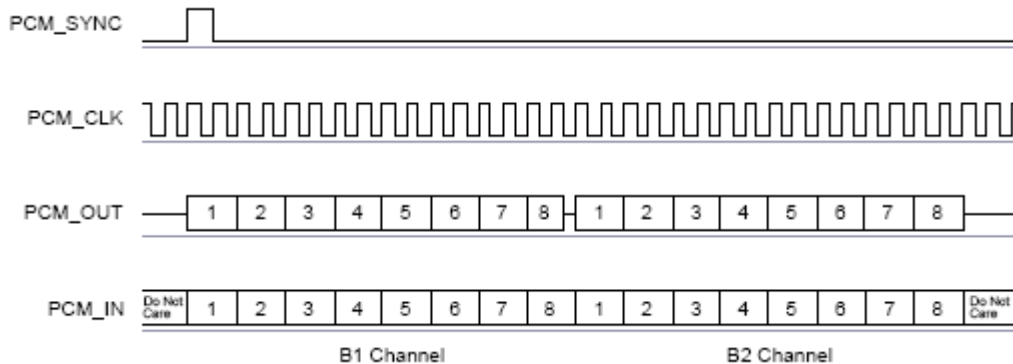 PCM_SYNC
PCM_CLK
PCM_OUT 1 2 3 4 5 6 7 8 1 2 3 4 5 6 7 8
PCM_IN Do Not Care 1 2 3 4 5 6 7 8 1 2 3 4 5 6 7 8 Do Not Care
B1 Channel B2 Channel